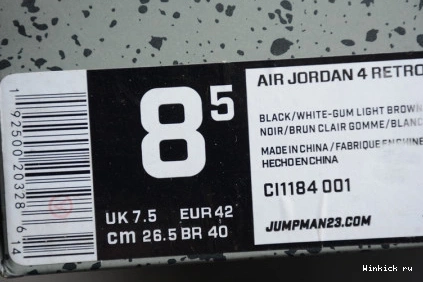 1 92500 20328 6 14
8 5
UK 7.5 EUR 42
cm 26.5 BR 40
AIR JORDAN 4 RETRO
BLACK/WHITE-GUM LIGHT BROWN
NOIR/BRUN CLAIR GOMME/BLANC
MADE IN CHINA / FABRIQUE EN CHINE
HECHO EN CHINA
CI1184 001
JUMPMAN23.COM
Winkick ru